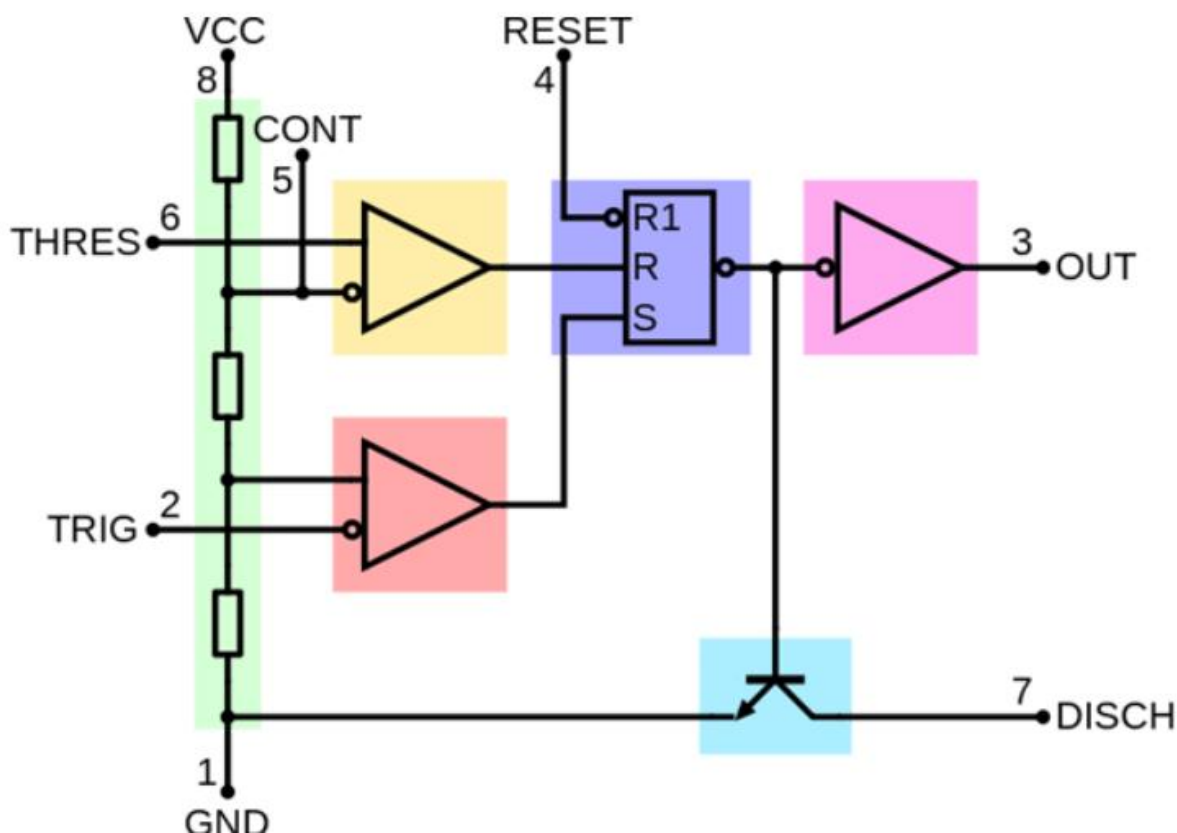 VCC
RESET
8
4
CONT
5
6
THRES
R1
R
S
3
OUT
2
TRIG
7
DISCH
1
GND